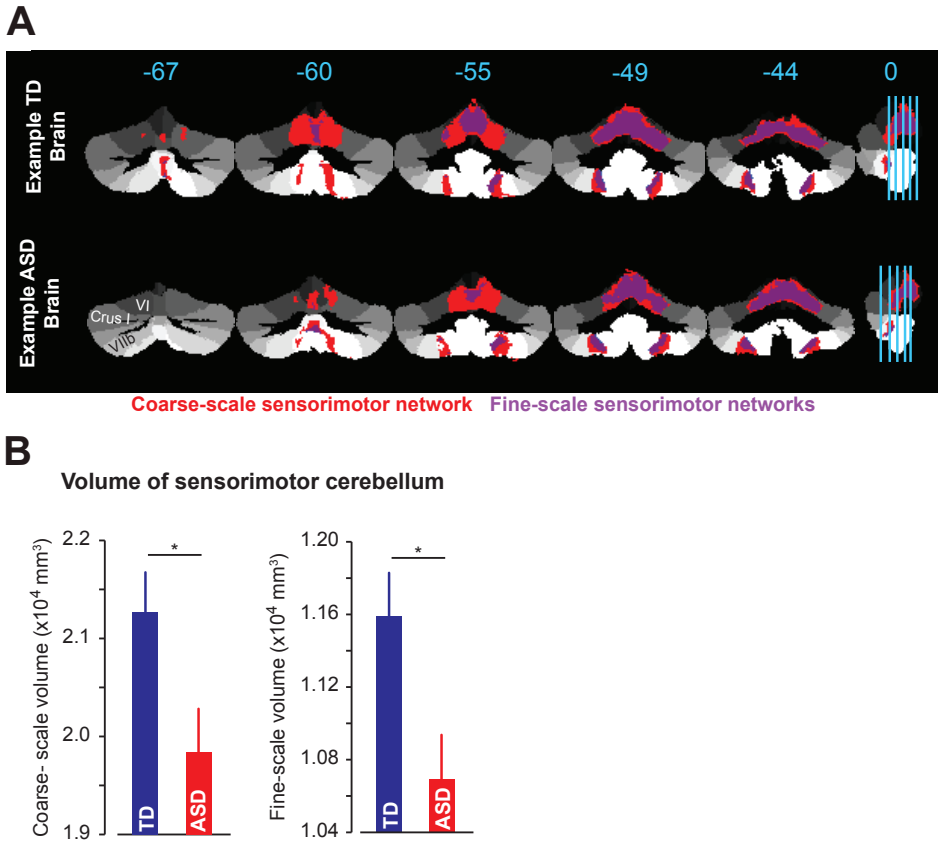 A
-67 -60 -55 -49 -44 0
Example TD
Brain
Example ASD
Brain
VI
Crus I
VIIb
Coarse-scale sensorimotor network Fine-scale sensorimotor networks
B
Volume of sensorimotor cerebellum
Coarse- scale volume (x10⁴ mm³)
2.2
2.1
2.0
1.9
*
TD
ASD
Fine-scale volume (x10⁴ mm³)
1.20
1.16
1.12
1.08
1.04
*
TD
ASD